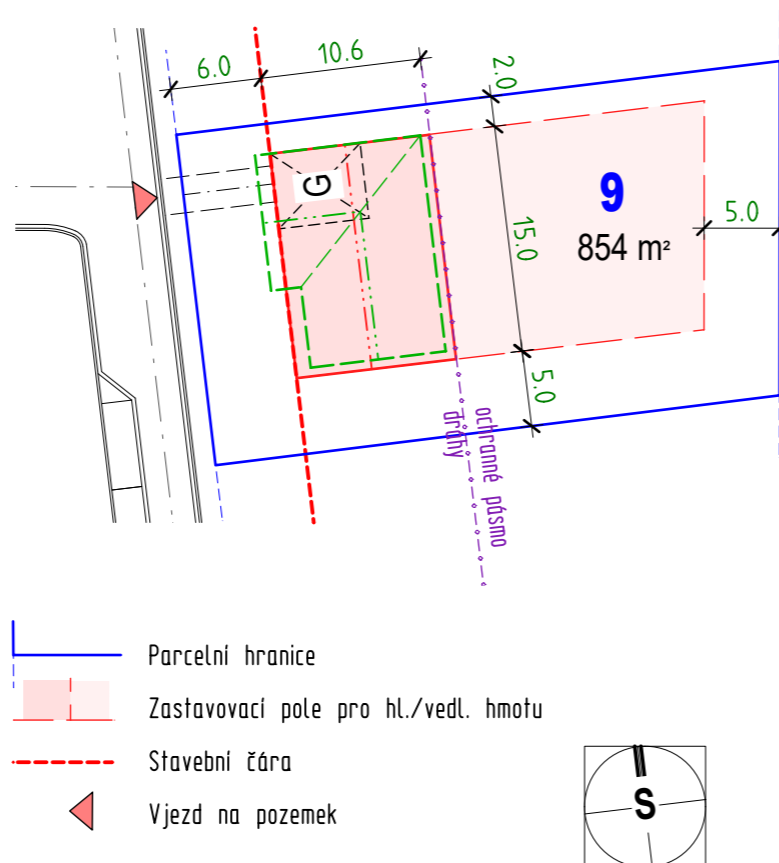 6.0
10.6
2.0
G
9
854 m²
15.0
5.0
5.0
ochranné pásmo
dráhy
Parcelní hranice
Zastavovací pole pro hl./vedl. hmotu
Stavební čára
Vjezd na pozemek
S